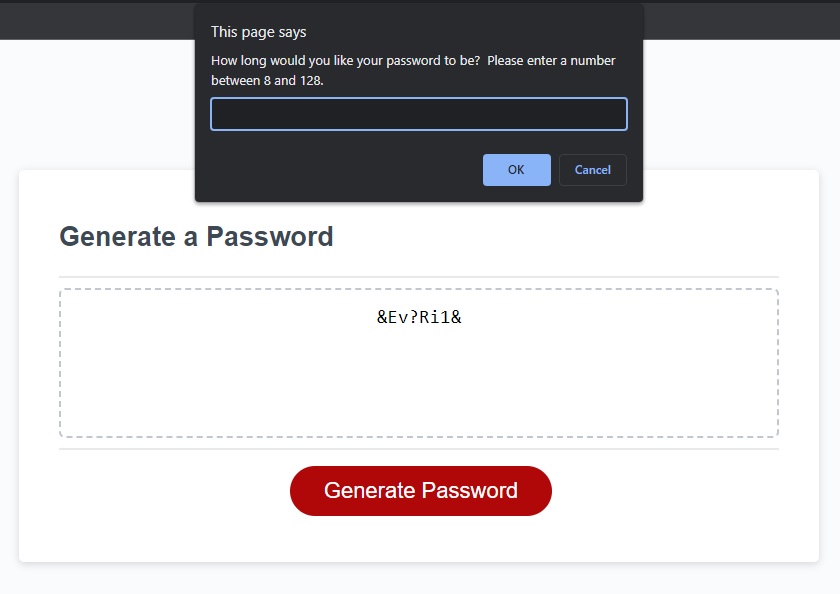 This page says
How long would you like your password to be?  Please enter a number
between 8 and 128.
OK
Cancel
Generate a Password
&Ev?Ri1&
Generate Password